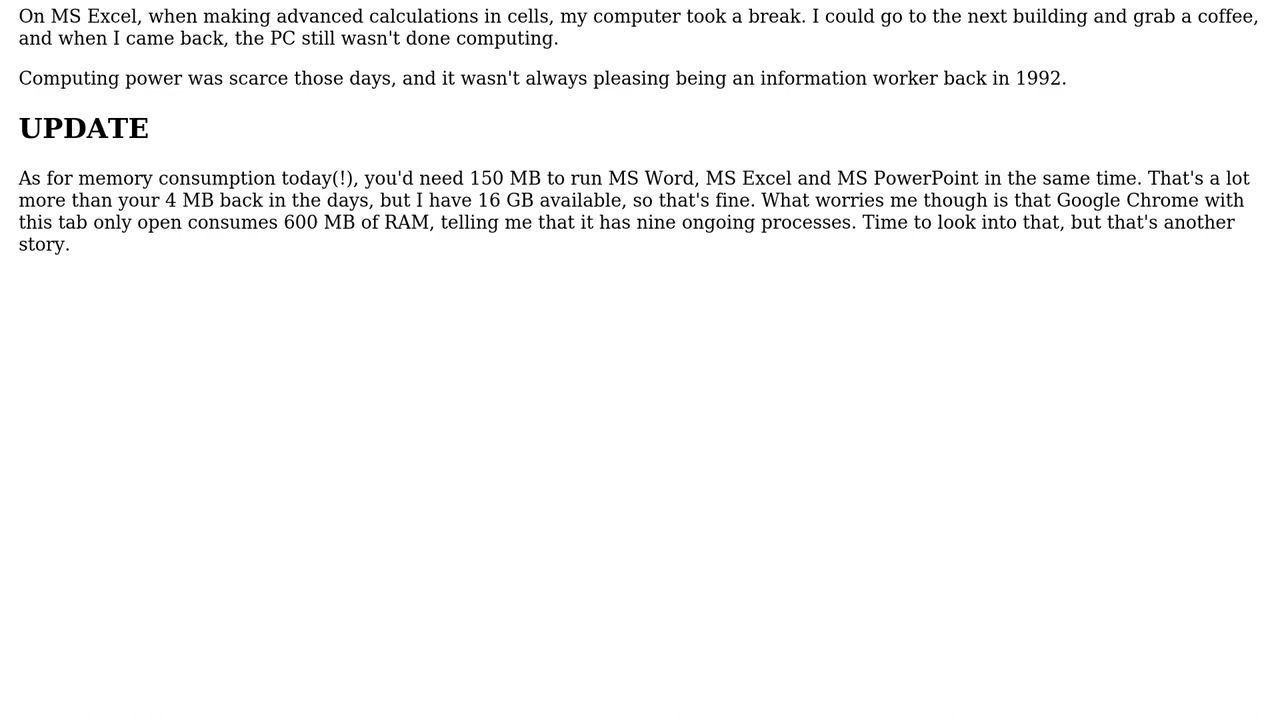 On MS Excel, when making advanced calculations in cells, my computer took a break. I could go to the next building and grab a coffee,
and when I came back, the PC still wasn't done computing.
Computing power was scarce those days, and it wasn't always pleasing being an information worker back in 1992.
UPDATE
As for memory consumption today(!), you'd need 150 MB to run MS Word, MS Excel and MS PowerPoint in the same time. That's a lot
more than your 4 MB back in the days, but I have 16 GB available, so that's fine. What worries me though is that Google Chrome with
this tab only open consumes 600 MB of RAM, telling me that it has nine ongoing processes. Time to look into that, but that's another
story.